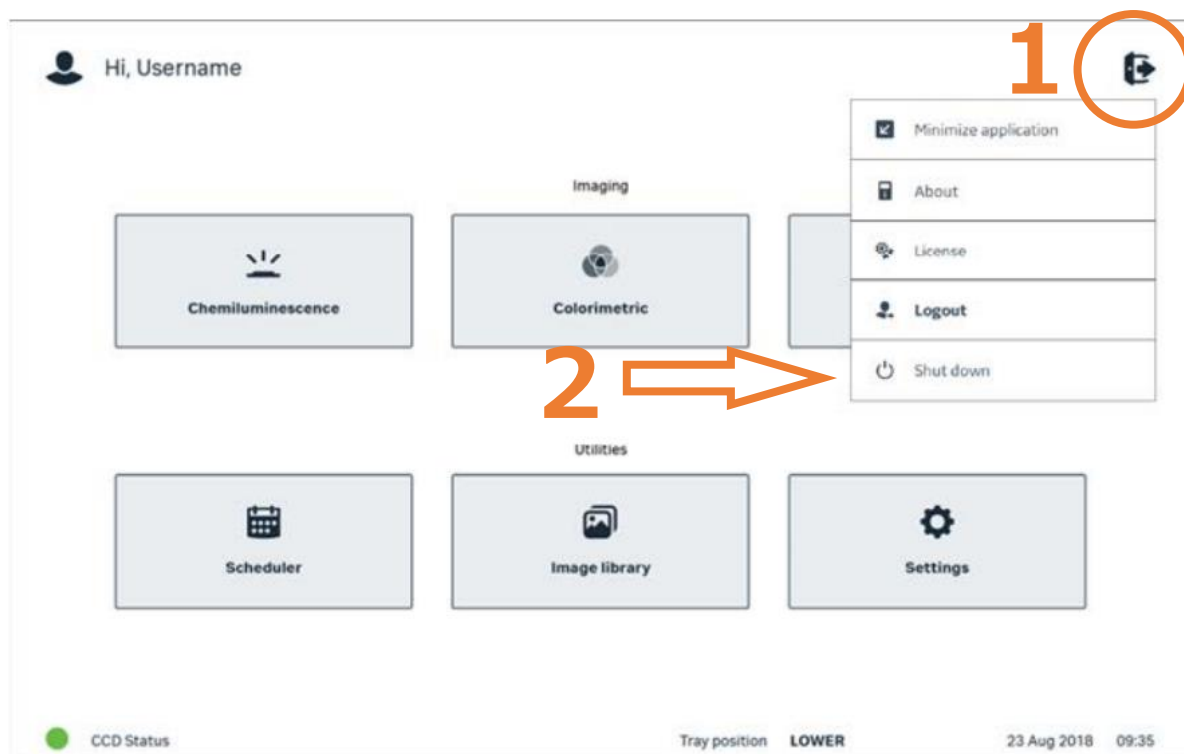 1
Hi, Username
Minimize application
About
License
Logout
Shut down
2
Imaging
Chemiluminescence
Colorimetric
Utilities
Scheduler
Image library
Settings
CCD Status
Tray position LOWER
23 Aug 2018 09:35